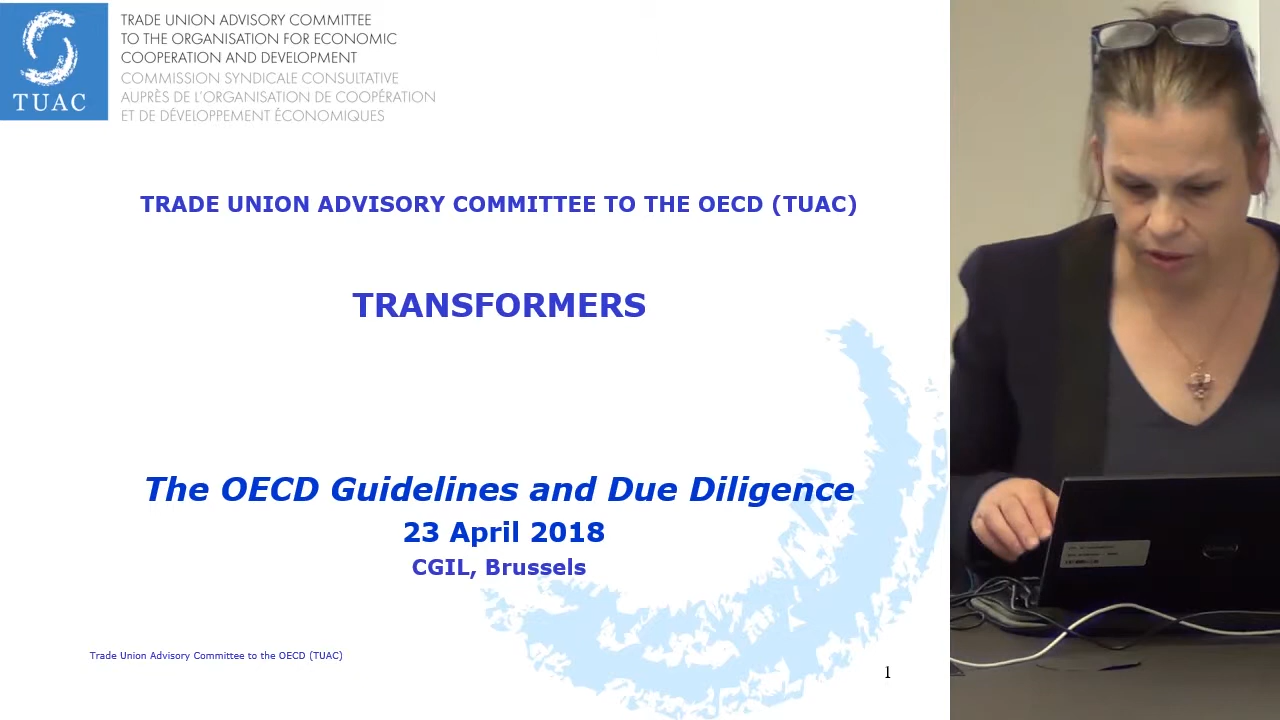 TUAC
TRADE UNION ADVISORY COMMITTEE
TO THE ORGANISATION FOR ECONOMIC
COOPERATION AND DEVELOPMENT
COMMISSION SYNDICALE CONSULTATIVE
AUPRÈS DE L'ORGANISATION DE COOPÉRATION
ET DE DÉVELOPPEMENT ÉCONOMIQUES
TRADE UNION ADVISORY COMMITTEE TO THE OECD (TUAC)
TRANSFORMERS
The OECD Guidelines and Due Diligence
23 April 2018
CGIL, Brussels
Trade Union Advisory Committee to the OECD (TUAC)
1